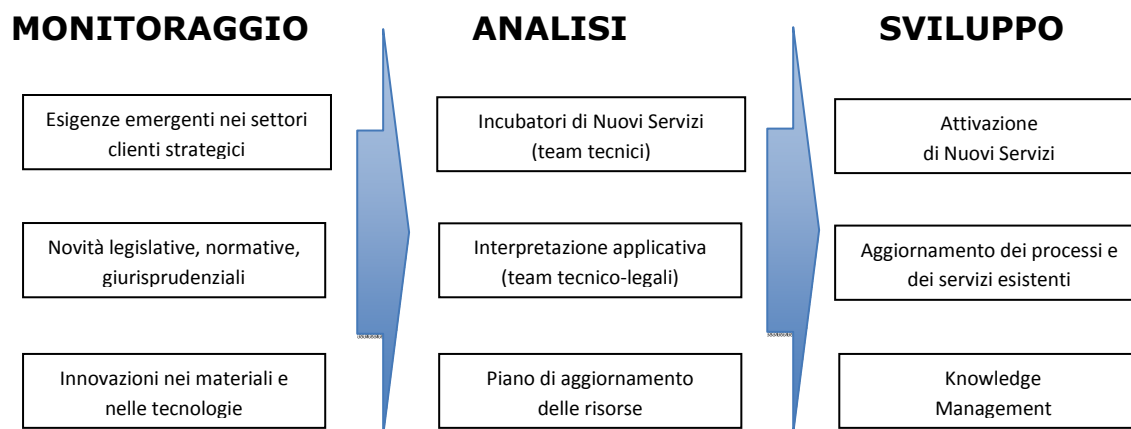 MONITORAGGIO
ANALISI
SVILUPPO
Esigenze emergenti nei settori
clienti strategici
Incubatori di Nuovi Servizi
(team tecnici)
Attivazione
di Nuovi Servizi
Novità legislative, normative,
giurisprudenziali
Interpretazione applicativa
(team tecnico-legali)
Aggiornamento dei processi e
dei servizi esistenti
Innovazioni nei materiali e
nelle tecnologie
Piano di aggiornamento
delle risorse
Knowledge
Management